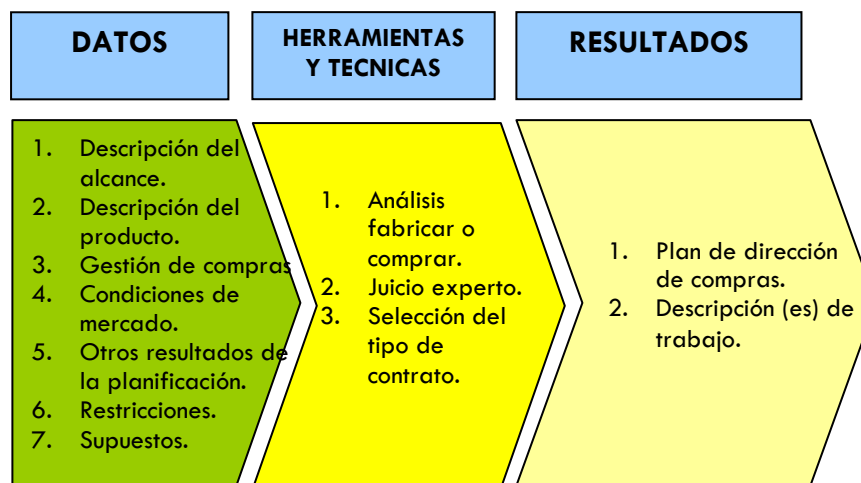 DATOS
HERRAMIENTAS
Y TECNICAS
RESULTADOS
1. Descripción del
alcance.
2. Descripción del
producto.
3. Gestión de compras
4. Condiciones de
mercado.
5. Otros resultados de
la planificación.
6. Restricciones.
7. Supuestos.
1. Análisis
fabricar o
comprar.
2. Juicio experto.
3. Selección del
tipo de
contrato.
1. Plan de dirección
de compras.
2. Descripción (es) de
trabajo.